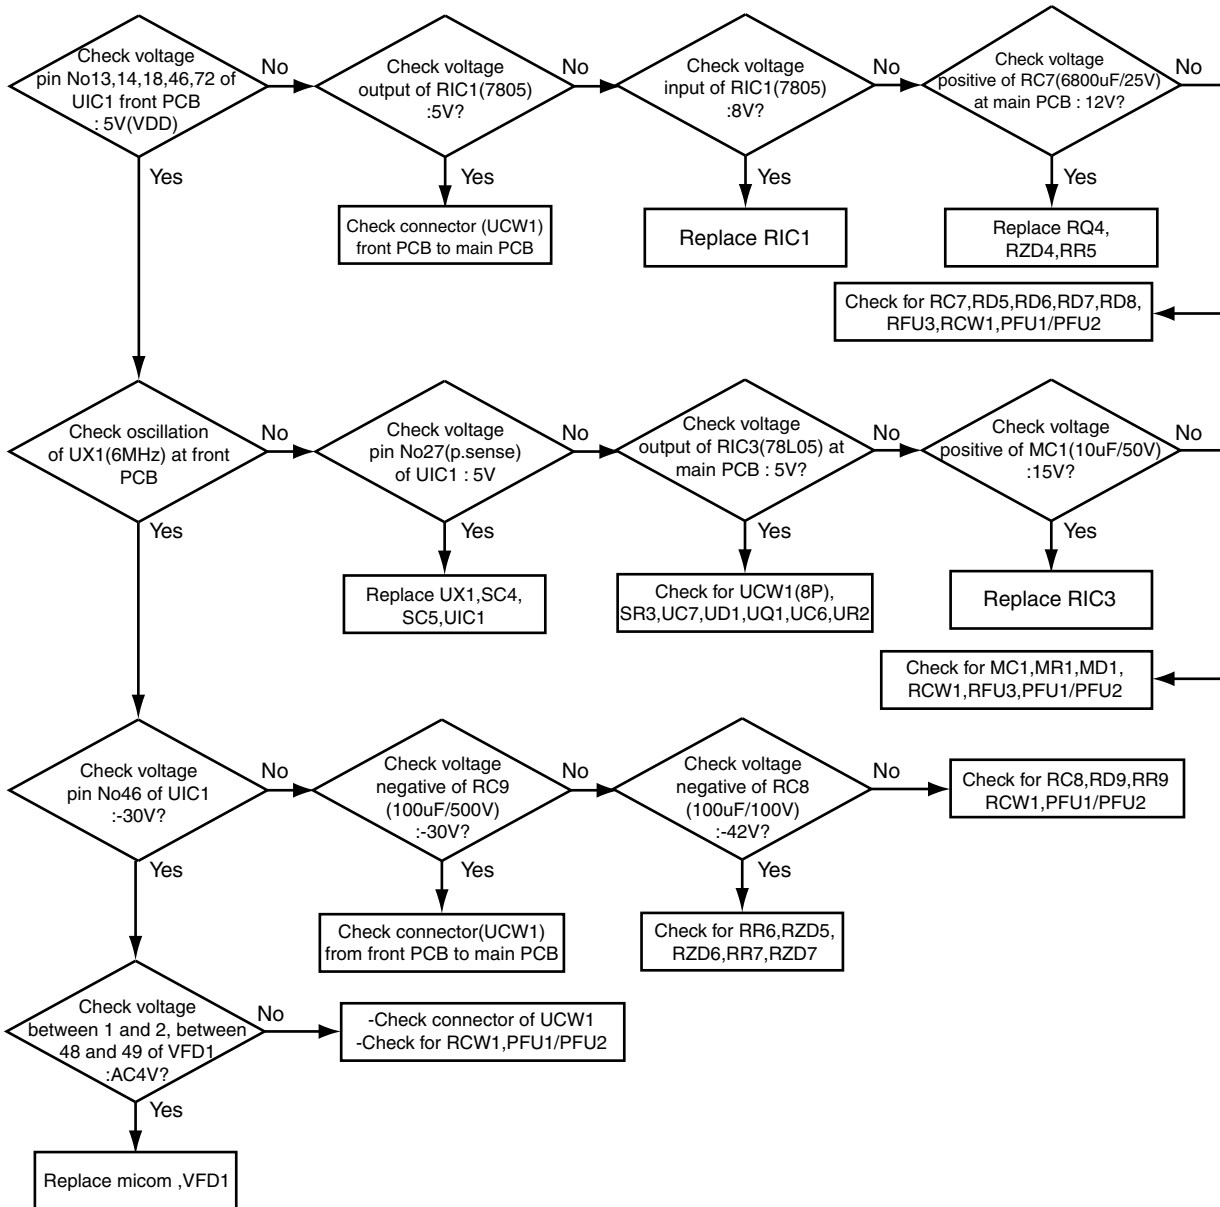 Check voltage
pin No13,14,18,46,72 of
UIC1 front PCB
: 5V(VDD)
No
Yes
Check voltage
output of RIC1(7805)
:5V?
No
Yes
Check connector (UCW1)
front PCB to main PCB
Check voltage
input of RIC1(7805)
:8V?
No
Yes
Replace RIC1
Check voltage
positive of RC7(6800uF/25V)
at main PCB : 12V?
No
Yes
Replace RQ4,
RZD4,RR5
Check for RC7,RD5,RD6,RD7,RD8,
RFU3,RCW1,PFU1/PFU2
Check oscillation
of UX1(6MHz) at front
PCB
No
Yes
Check voltage
pin No27(p.sense)
of UIC1 : 5V
No
Yes
Replace UX1,SC4,
SC5,UIC1
Check voltage
output of RIC3(78L05) at
main PCB : 5V?
No
Yes
Check for UCW1(8P),
SR3,UC7,UD1,UQ1,UC6,UR2
Check voltage
positive of MC1(10uF/50V)
:15V?
No
Yes
Replace RIC3
Check for MC1,MR1,MD1,
RCW1,RFU3,PFU1/PFU2
Check voltage
pin No46 of UIC1
:-30V?
No
Yes
Check voltage
negative of RC9
(100uF/500V)
:-30V?
No
Yes
Check connector(UCW1)
from front PCB to main PCB
Check voltage
negative of RC8
(100uF/100V)
:-42V?
No
Yes
Check for RR6,RZD5,
RZD6,RR7,RZD7
Check for RC8,RD9,RR9
RCW1,PFU1/PFU2
Check voltage
between 1 and 2, between
48 and 49 of VFD1
:AC4V?
No
Yes
-Check connector of UCW1
-Check for RCW1,PFU1/PFU2
Replace micom ,VFD1